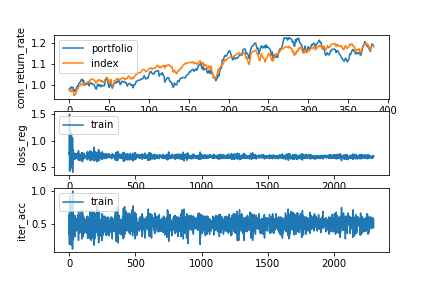 com_return_rate
1.2
1.1
1.0
portfolio
index
0 50 100 150 200 250 300 350 400
loss_reg
1.5
1.0
0.5
train
0 500 1000 1500 2000
iter_acc
1.0
0.5
train
0 500 1000 1500 2000